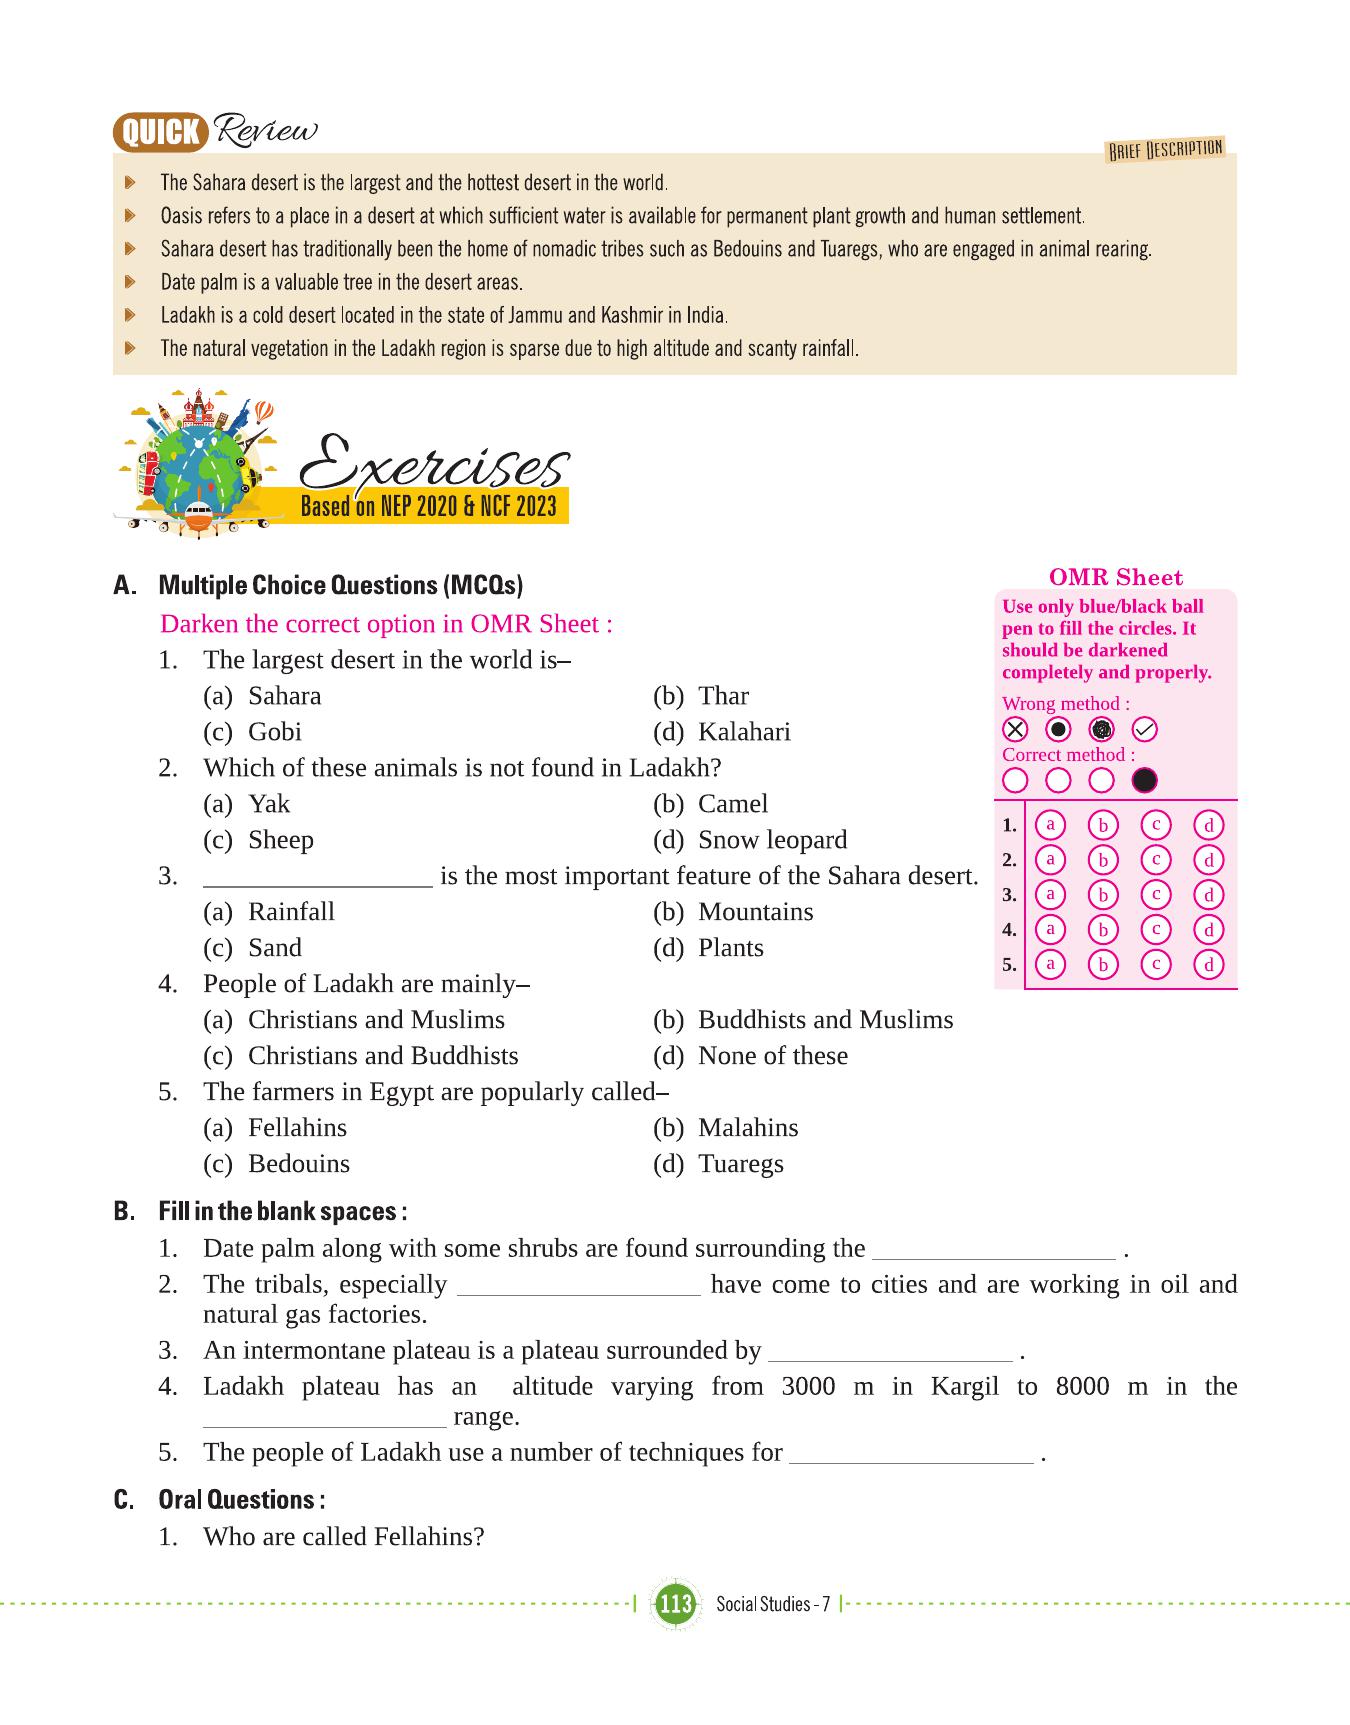 QUICK Review
BRIEF DESCRIPTION
The Sahara desert is the largest and the hottest desert in the world.
Oasis refers to a place in a desert at which sufficient water is available for permanent plant growth and human settlement.
Sahara desert has traditionally been the home of nomadic tribes such as Bedouins and Tuaregs, who are engaged in animal rearing.
Date palm is a valuable tree in the desert areas.
Ladakh is a cold desert located in the state of Jammu and Kashmir in India.
The natural vegetation in the Ladakh region is sparse due to high altitude and scanty rainfall.
Exercises
Based on NEP 2020 & NCF 2023
A. Multiple Choice Questions (MCQs)
Darken the correct option in OMR Sheet :
1. The largest desert in the world is–
(a) Sahara (b) Thar
(c) Gobi (d) Kalahari
2. Which of these animals is not found in Ladakh?
(a) Yak (b) Camel
(c) Sheep (d) Snow leopard
3. _________________ is the most important feature of the Sahara desert.
(a) Rainfall (b) Mountains
(c) Sand (d) Plants
4. People of Ladakh are mainly–
(a) Christians and Muslims (b) Buddhists and Muslims
(c) Christians and Buddhists (d) None of these
5. The farmers in Egypt are popularly called–
(a) Fellahins (b) Malahins
(c) Bedouins (d) Tuaregs
OMR Sheet
Use only blue/black ball
pen to fill the circles. It
should be darkened
completely and properly.
Wrong method :
Correct method :
1. a b c d
2. a b c d
3. a b c d
4. a b c d
5. a b c d
B. Fill in the blank spaces :
1. Date palm along with some shrubs are found surrounding the __________________ .
2. The tribals, especially __________________ have come to cities and are working in oil and
natural gas factories.
3. An intermontane plateau is a plateau surrounded by __________________ .
4. Ladakh plateau has an altitude varying from 3000 m in Kargil to 8000 m in the
__________________ range.
5. The people of Ladakh use a number of techniques for __________________ .
C. Oral Questions :
1. Who are called Fellahins?
113 Social Studies - 7